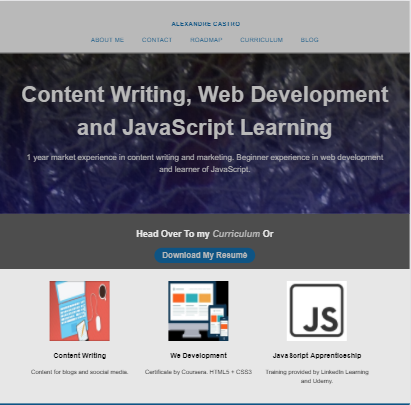 ALEXANDRE CASTRO
ABOUT ME CONTACT ROADMAP CURRICULUM BLOG
Content Writing, Web Development
and JavaScript Learning
1 year market experience in content writing and marketing. Beginner experience in web development
and learner of JavaScript.
Head Over To my Curriculum Or
Download My Resumé
JS
Content Writing We Development JavaScript Apprenticeship
Content for blogs and soocial media. Certificate by Coursera. HTML5 + CSS3 Training provided by LinkedIn Learning
and Udemy.